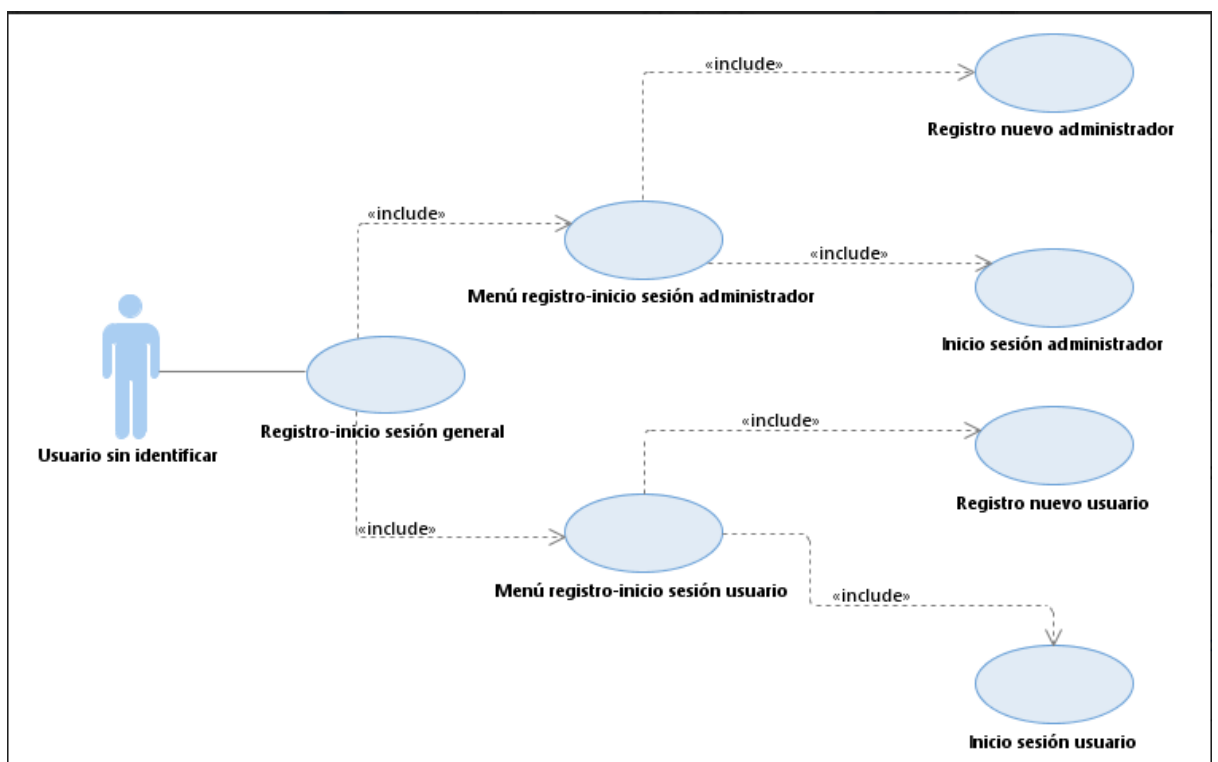 «include»
Registro nuevo administrador
«include»
Menú registro-inicio sesión administrador
«include»
Inicio sesión administrador
Usuario sin identificar
Registro-inicio sesión general
«include»
Registro nuevo usuario
«include»
Menú registro-inicio sesión usuario
«include»
Inicio sesión usuario